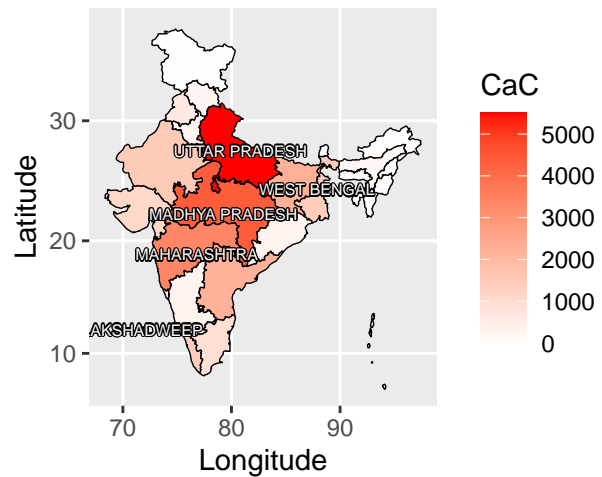 CaC
5000
4000
3000
2000
1000
0
Latitude
30
20
10
UTTAR PRADESH
WEST BENGAL
MADHYA PRADESH
MAHARASHTRA
AKSHADWEEP
70
80
90
Longitude